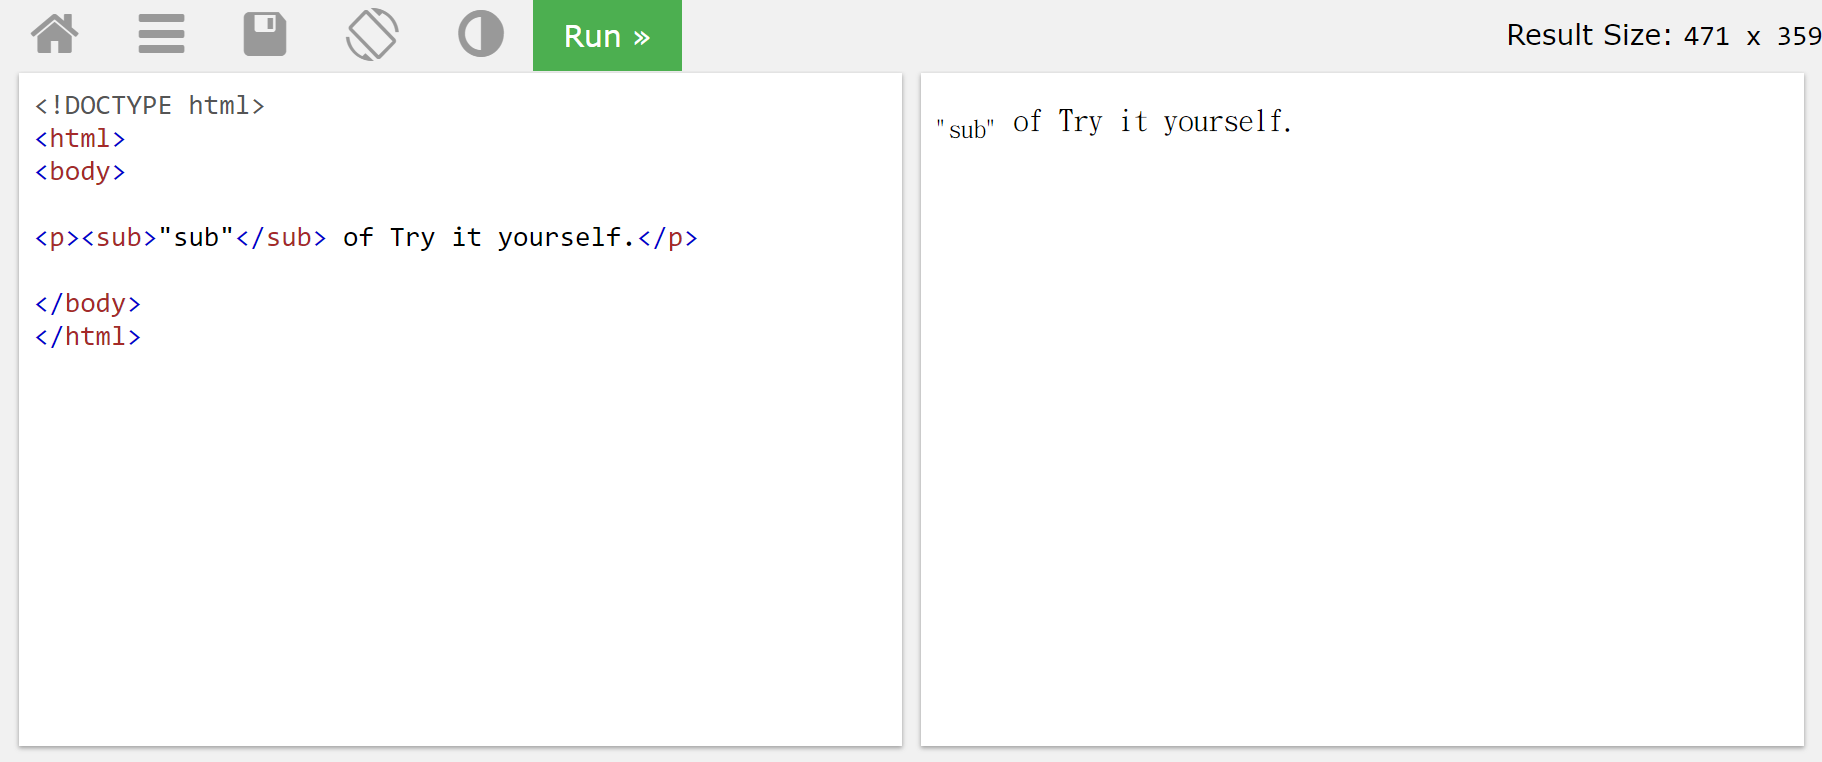 Run »
Result Size: 471 x 359
<!DOCTYPE html>
<html>
<body>
<p><sub>"sub"</sub> of Try it yourself.</p>
</body>
</html>
"sub" of Try it yourself.